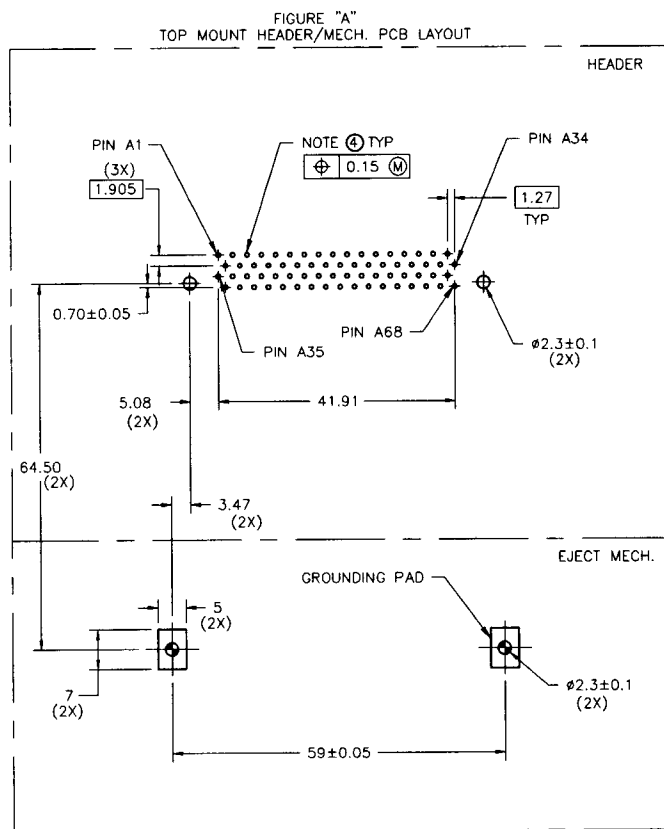 FIGURE "A"
TOP MOUNT HEADER/MECH. PCB LAYOUT
HEADER
PIN A1
NOTE ④ TYP
PIN A34
(3X)
⌖ 0.15 Ⓜ
1.905
1.27
TYP
0.70±0.05
PIN A35
PIN A68
ø2.3±0.1
(2X)
5.08
(2X)
41.91
64.50
(2X)
3.47
(2X)
EJECT MECH.
GROUNDING PAD
5
(2X)
7
(2X)
ø2.3±0.1
(2X)
59±0.05